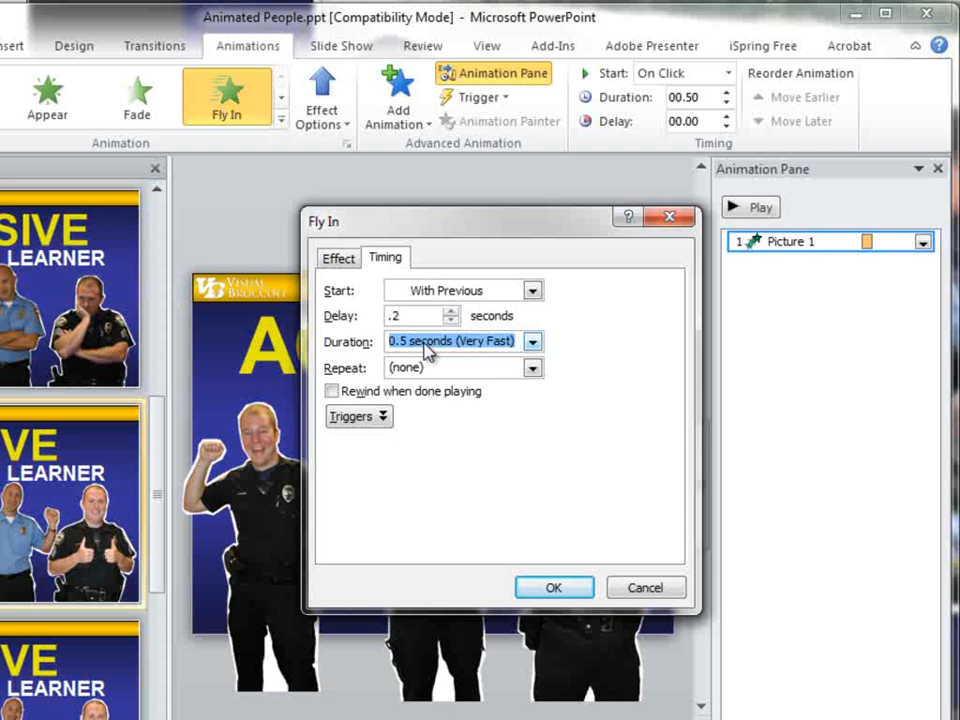 Animated People.ppt [Compatibility Mode] - Microsoft PowerPoint
nsert Design Transitions Animations Slide Show Review View Add-Ins Adobe Presenter iSpring Free Acrobat
Appear Fade Fly In
Effect Options
Add Animation
Animation Pane
Trigger
Animation Painter
Start: On Click
Duration: 00.50
Delay: 00.00
Reorder Animation
Move Earlier
Move Later
Animation Advanced Animation Timing
SIVE
LEARNER
VE
LEARNER
VE
LEARNER
VB VISUAL
BROCCOLI
A
Fly In
Effect Timing
Start: With Previous
Delay: .2 seconds
Duration: 0.5 seconds (Very Fast)
Repeat: (none)
Rewind when done playing
Triggers
OK Cancel
Animation Pane
Play
1 Picture 1